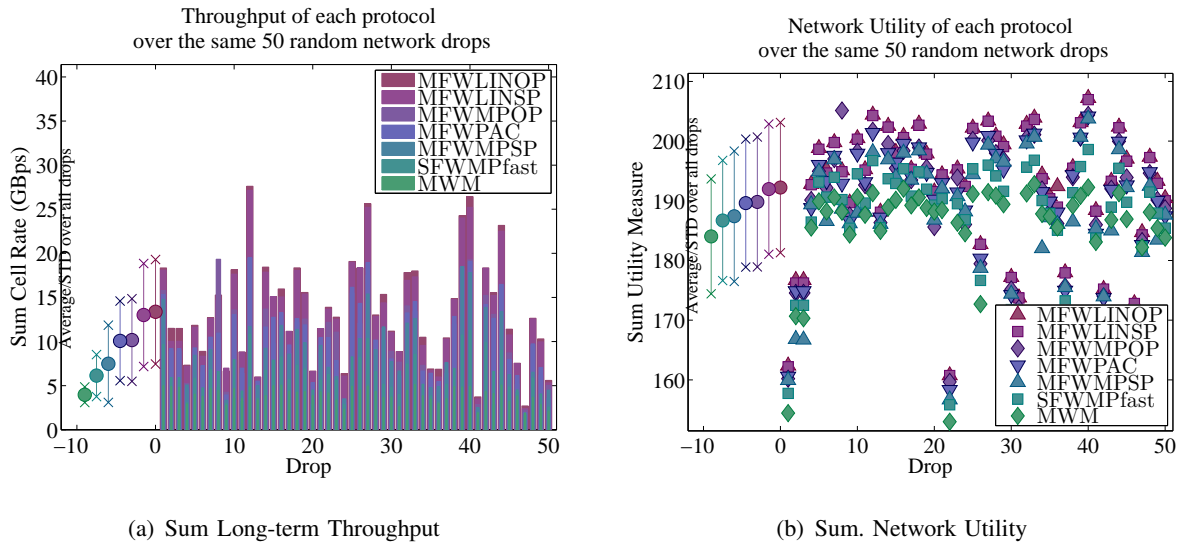 Throughput of each protocol
over the same 50 random network drops
Sum Cell Rate (GBps)
Average/STD over all drops
40
35
30
25
20
15
10
5
0
MFWLINOP
MFWLINSP
MFWMPOP
MFWPAC
MFWMPSP
SFWMPfast
MWM
−10
0
10
20
30
40
50
Drop
(a) Sum Long-term Throughput
Network Utility of each protocol
over the same 50 random network drops
Sum Utility Measure
Average/STD over all drops
210
200
190
180
170
160
MFWLINOP
MFWLINSP
MFWMPOP
MFWPAC
MFWMPSP
SFWMPfast
MWM
−10
0
10
20
30
40
50
Drop
(b) Sum. Network Utility